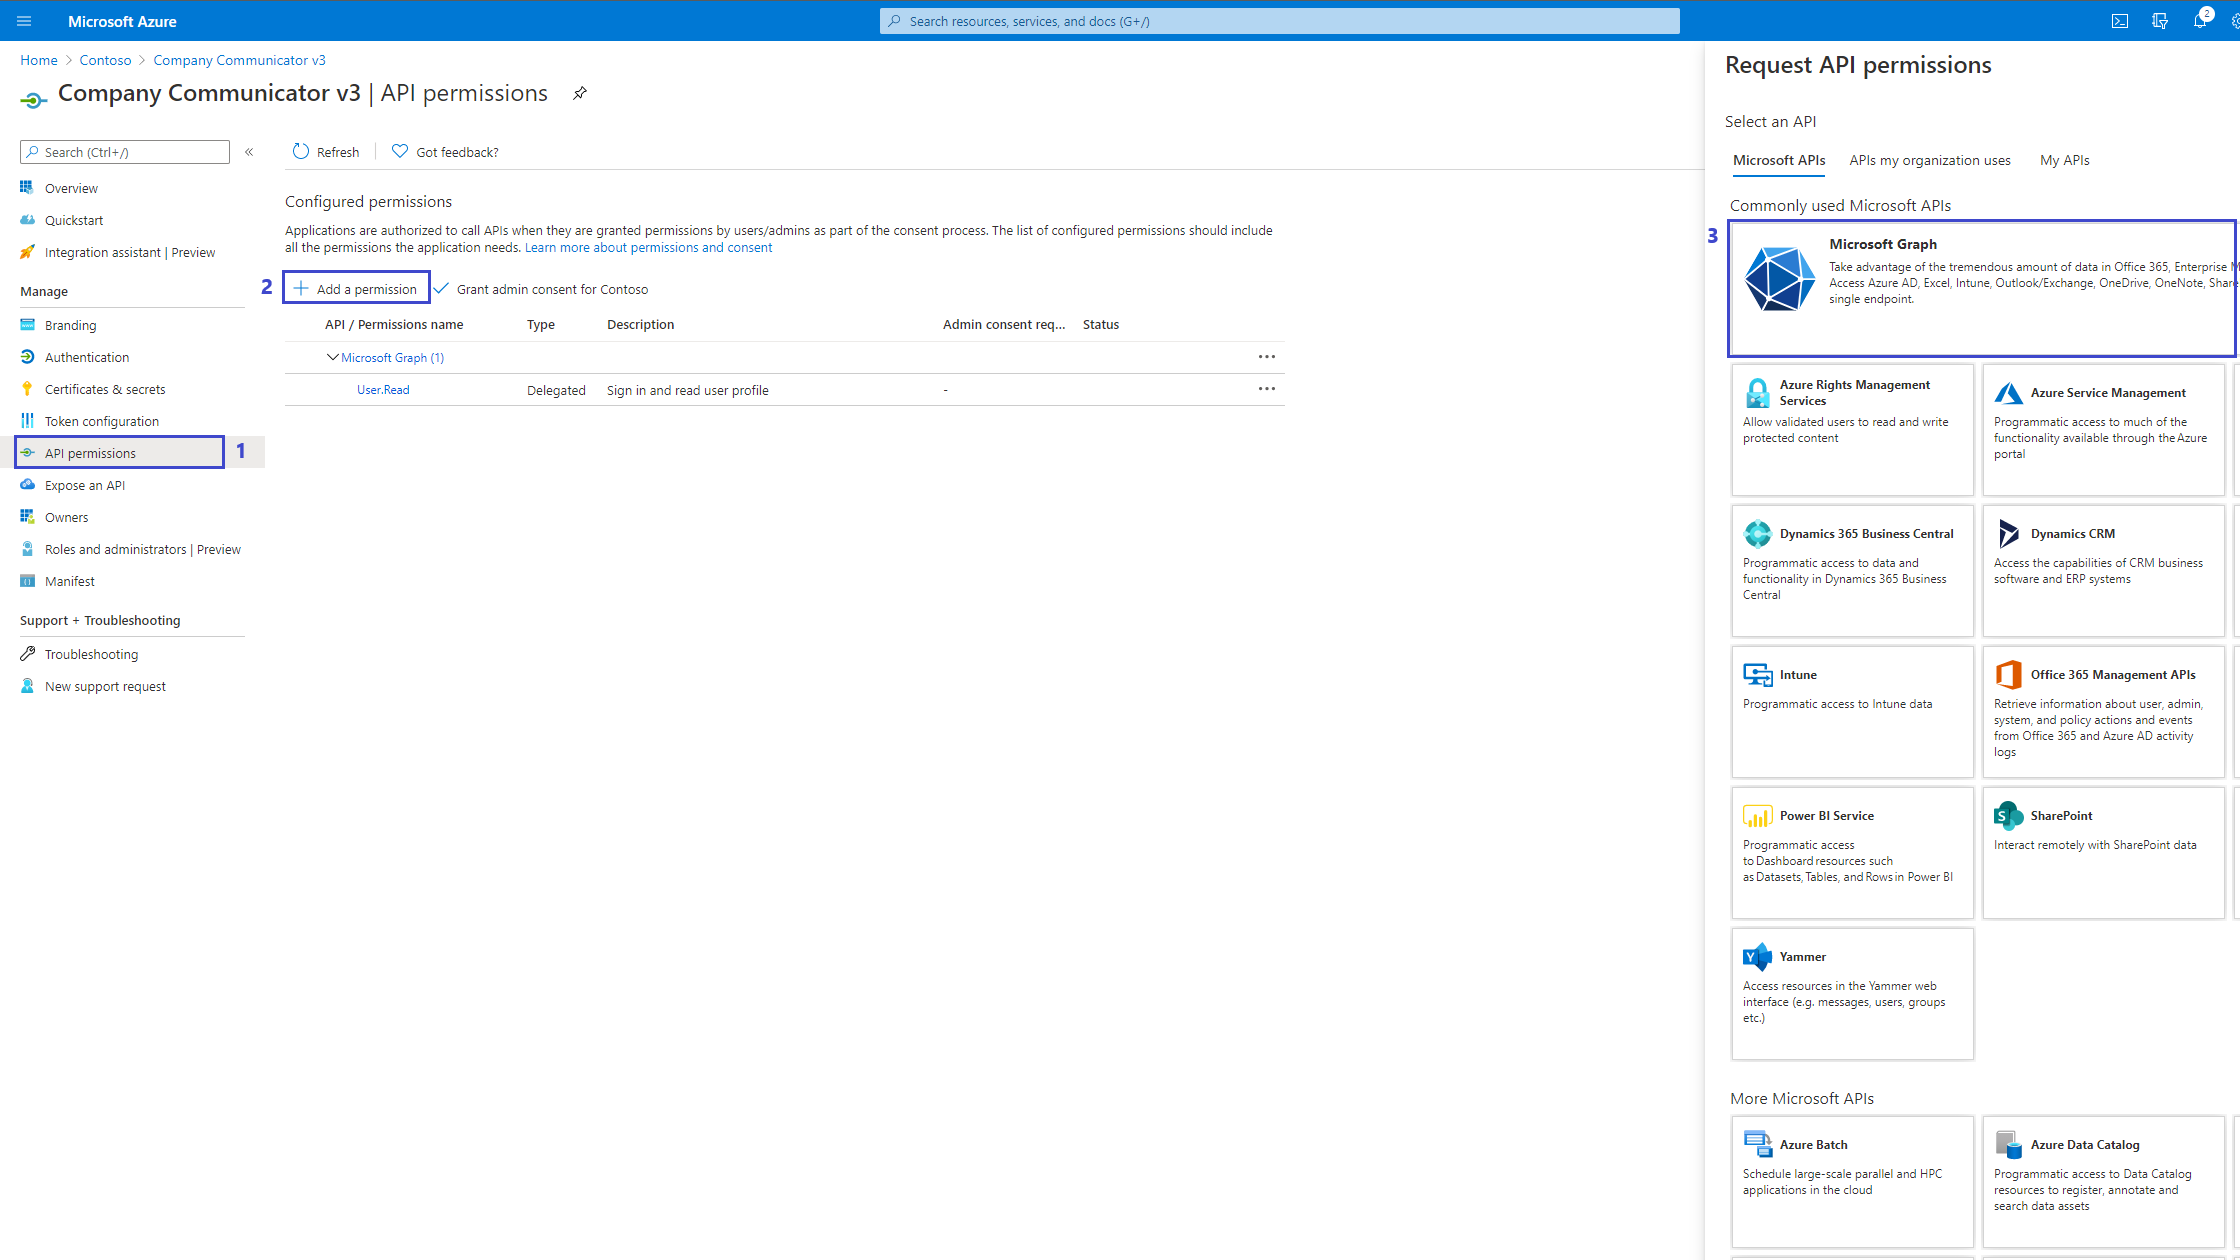 Microsoft Azure
Search resources, services, and docs (G+/)
2
Home > Contoso > Company Communicator v3
Company Communicator v3 | API permissions
Search (Ctrl+/)
«
Overview
Quickstart
Integration assistant | Preview
Manage
Branding
Authentication
Certificates & secrets
Token configuration
API permissions
1
Expose an API
Owners
Roles and administrators | Preview
Manifest
Support + Troubleshooting
Troubleshooting
New support request
Refresh
Got feedback?
Configured permissions
Applications are authorized to call APIs when they are granted permissions by users/admins as part of the consent process. The list of configured permissions should include
all the permissions the application needs. Learn more about permissions and consent
2
Add a permission
Grant admin consent for Contoso
API / Permissions name Type Description Admin consent req... Status
Microsoft Graph (1)
User.Read Delegated Sign in and read user profile -
Request API permissions
Select an API
Microsoft APIs APIs my organization uses My APIs
Commonly used Microsoft APIs
3
Microsoft Graph
Take advantage of the tremendous amount of data in Office 365, Enterprise M
Access Azure AD, Excel, Intune, Outlook/Exchange, OneDrive, OneNote, Share
single endpoint.
Azure Rights Management
Services
Allow validated users to read and write
protected content
Azure Service Management
Programmatic access to much of the
functionality available through the Azure
portal
Dynamics 365 Business Central
Programmatic access to data and
functionality in Dynamics 365 Business
Central
Dynamics CRM
Access the capabilities of CRM business
software and ERP systems
Intune
Programmatic access to Intune data
Office 365 Management APIs
Retrieve information about user, admin,
system, and policy actions and events
from Office 365 and Azure AD activity
logs
Power BI Service
Programmatic access
to Dashboard resources such
as Datasets, Tables, and Rows in Power BI
SharePoint
Interact remotely with SharePoint data
Yammer
Access resources in the Yammer web
interface (e.g. messages, users, groups
etc.)
More Microsoft APIs
Azure Batch
Schedule large-scale parallel and HPC
applications in the cloud
Azure Data Catalog
Programmatic access to Data Catalog
resources to register, annotate and
search data assets